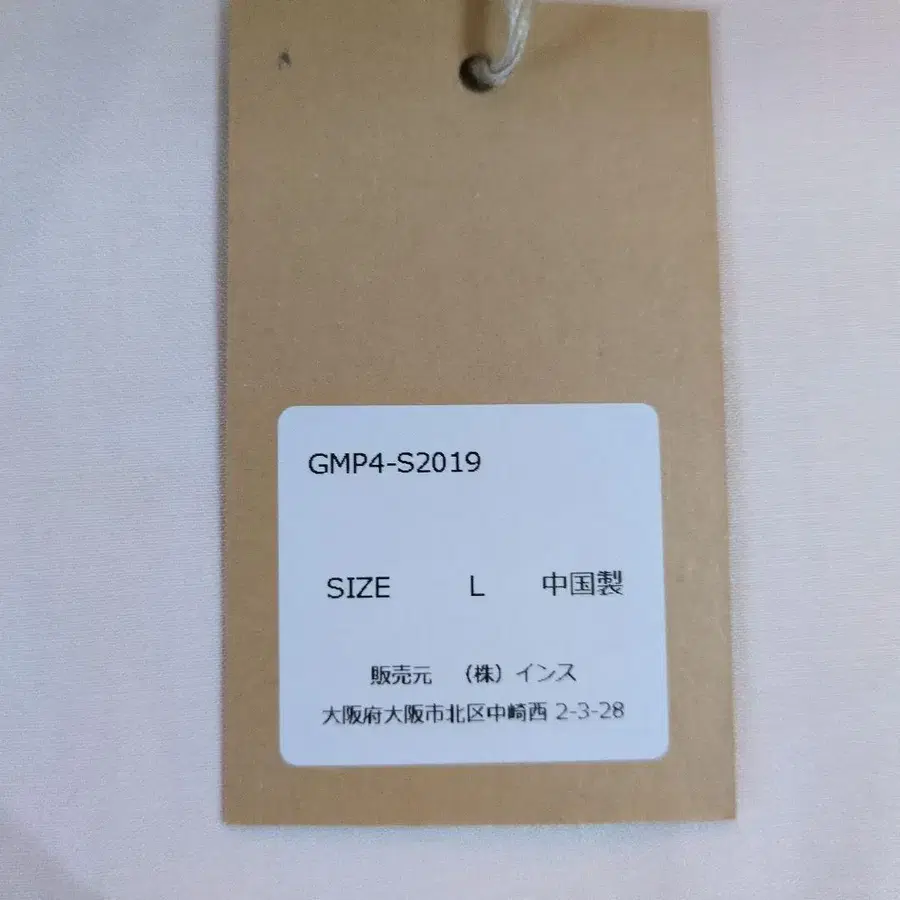 GMP4-S2019
SIZE L 中国製
販売元 （株）インス
大阪府大阪市北区中崎西 2-3-28